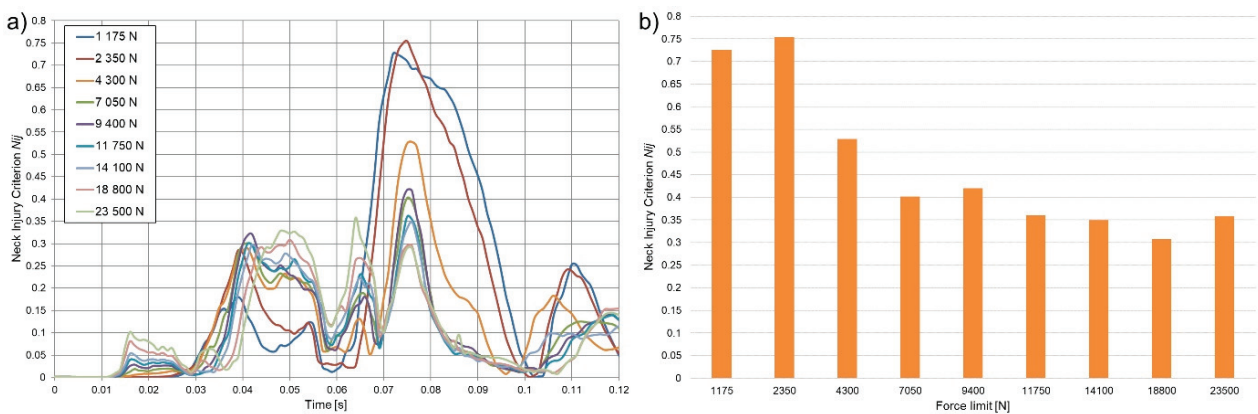 a)
0.8
0.75
0.7
0.65
0.6
0.55
0.5
0.45
0.4
0.35
0.3
0.25
0.2
0.15
0.1
0.05
0
Neck Injury Criterion Nij
1 175 N
2 350 N
4 300 N
7 050 N
9 400 N
11 750 N
14 100 N
18 800 N
23 500 N
0 0.01 0.02 0.03 0.04 0.05 0.06 0.07 0.08 0.09 0.1 0.11 0.12
Time [s]
b)
0.8
0.75
0.7
0.65
0.6
0.55
0.5
0.45
0.4
0.35
0.3
0.25
0.2
0.15
0.1
0.05
0
Neck Injury Criterion Nij
1175 2350 4300 7050 9400 11750 14100 18800 23500
Force limit [N]